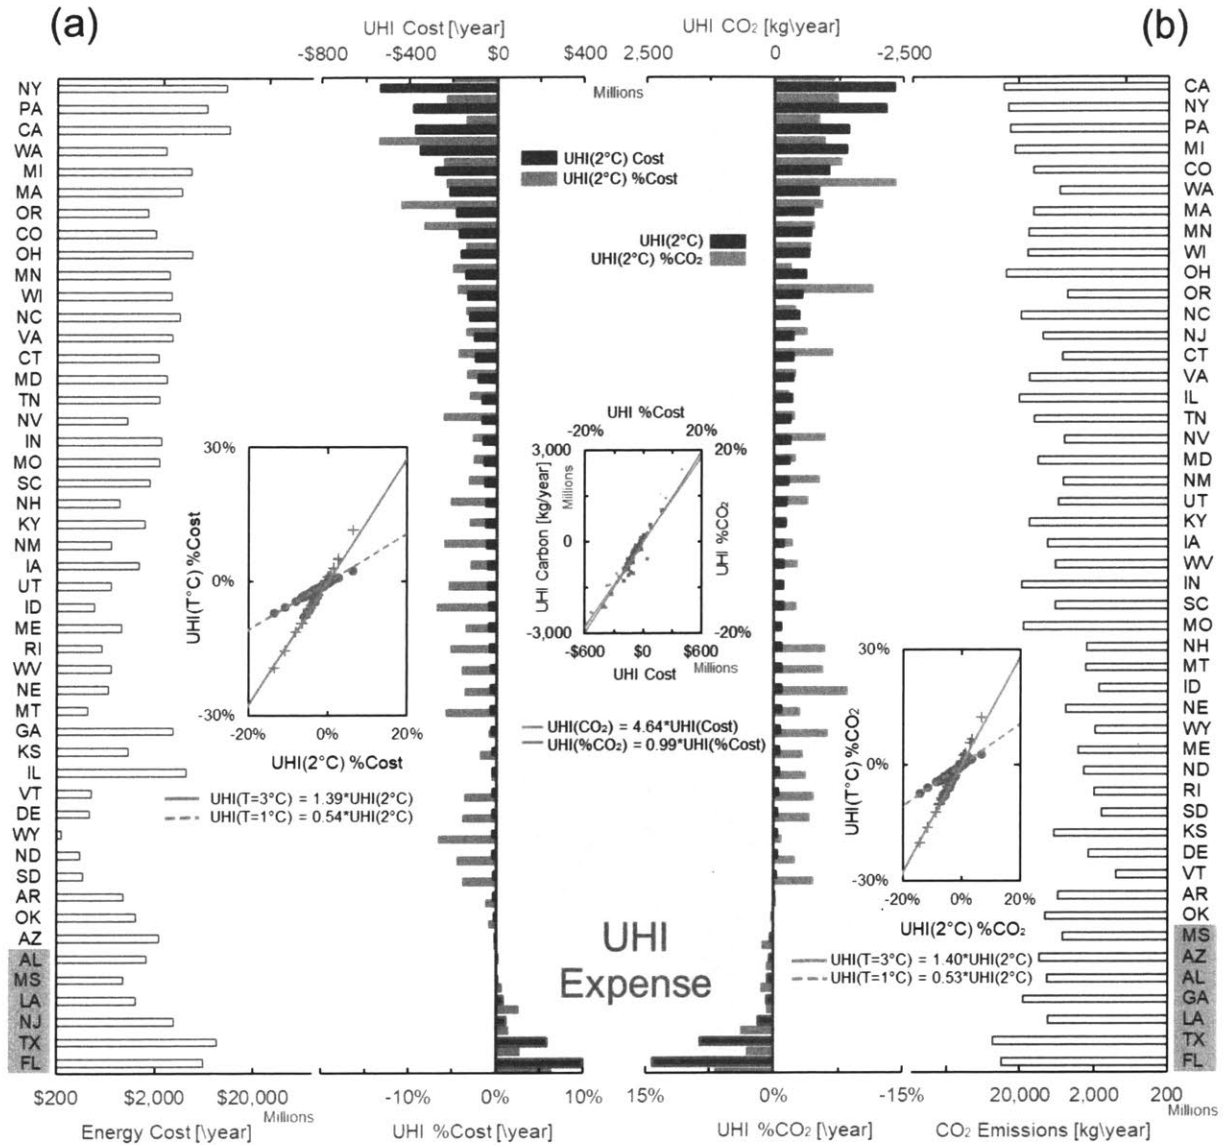 (a)
UHI Cost [\year]
UHI CO₂ [kg\year]
(b)
-$800 -$400 $0 $400 2,500 0 -2,500
Millions
NY
PA
CA
WA
MI
MA
OR
CO
OH
MN
WI
NC
VA
CT
MD
TN
NV
IN
MO
SC
NH
KY
NM
IA
UT
ID
ME
RI
WV
NE
MT
GA
KS
IL
VT
DE
WY
ND
SD
AR
OK
AZ
AL
MS
LA
NJ
TX
FL
UHI(2°C) Cost
UHI(2°C) %Cost
UHI(2°C)
UHI(2°C) %CO₂
30%
0%
-30%
UHI(T°C) %Cost
-20% 0% 20%
UHI(2°C) %Cost
UHI(T=3°C) = 1.39*UHI(2°C)
UHI(T=1°C) = 0.54*UHI(2°C)
UHI %Cost
-20% 20%
3,000
0
-3,000
UHI Carbon [kg/year]
Millions
20%
-20%
UHI %CO₂
-$600 $0 $600
UHI Cost Millions
UHI(CO₂) = 4.64*UHI(Cost)
UHI(%CO₂) = 0.99*UHI(%Cost)
UHI
Expense
30%
0%
-30%
UHI(T°C) %CO₂
-20% 0% 20%
UHI(2°C) %CO₂
UHI(T=3°C) = 1.40*UHI(2°C)
UHI(T=1°C) = 0.53*UHI(2°C)
CA
NY
PA
MI
CO
WA
MA
MN
WI
OH
OR
NC
NJ
CT
VA
IL
TN
NV
MD
NM
UT
KY
IA
WV
IN
SC
MO
NH
MT
ID
NE
WY
ME
ND
RI
SD
KS
DE
VT
AR
OK
MS
AZ
AL
GA
LA
TX
FL
$200 $2,000 $20,000 -10% 0% 10% 15% 0% -15% 20,000 2,000 200
Millions
Millions
Energy Cost [\year]
UHI %Cost [\year]
UHI %CO₂ [\year]
CO₂ Emissions [kg\year]